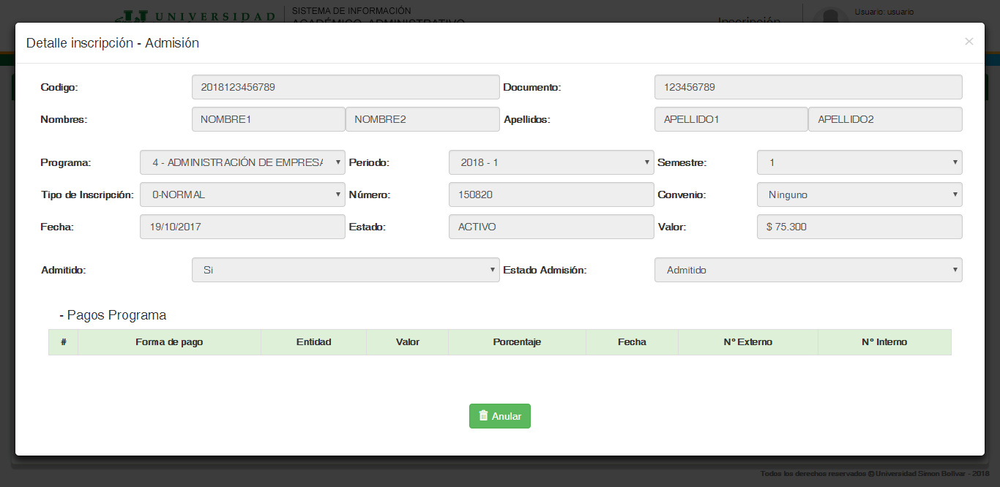 UNIVERSIDAD
SISTEMA DE INFORMACIÓN
ACADÉMICO ADMINISTRATIVO
Inscripción
Usuario: usuario
Detalle inscripción - Admisión ×
Codigo: 2018123456789 Documento: 123456789
Nombres: NOMBRE1 NOMBRE2 Apellidos: APELLIDO1 APELLIDO2
Programa: 4 - ADMINISTRACIÓN DE EMPRESA Periodo: 2018 - 1 Semestre: 1
Tipo de Inscripción: 0-NORMAL Número: 150820 Convenio: Ninguno
Fecha: 19/10/2017 Estado: ACTIVO Valor: $ 75.300
Admitido: Si Estado Admisión: Admitido
- Pagos Programa
# Forma de pago Entidad Valor Porcentaje Fecha N° Externo N° Interno
Anular
Todos los derechos reservados @ Universidad Simon Bolivar - 2018